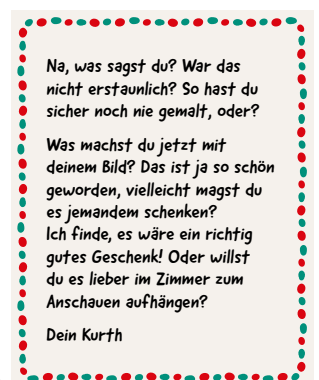 Na, was sagst du? War das
nicht erstaunlich? So hast du
sicher noch nie gemalt, oder?
Was machst du jetzt mit
deinem Bild? Das ist ja so schön
geworden, vielleicht magst du
es jemandem schenken?
Ich finde, es wäre ein richtig
gutes Geschenk! Oder willst
du es lieber im Zimmer zum
Anschauen aufhängen?
Dein Kurth